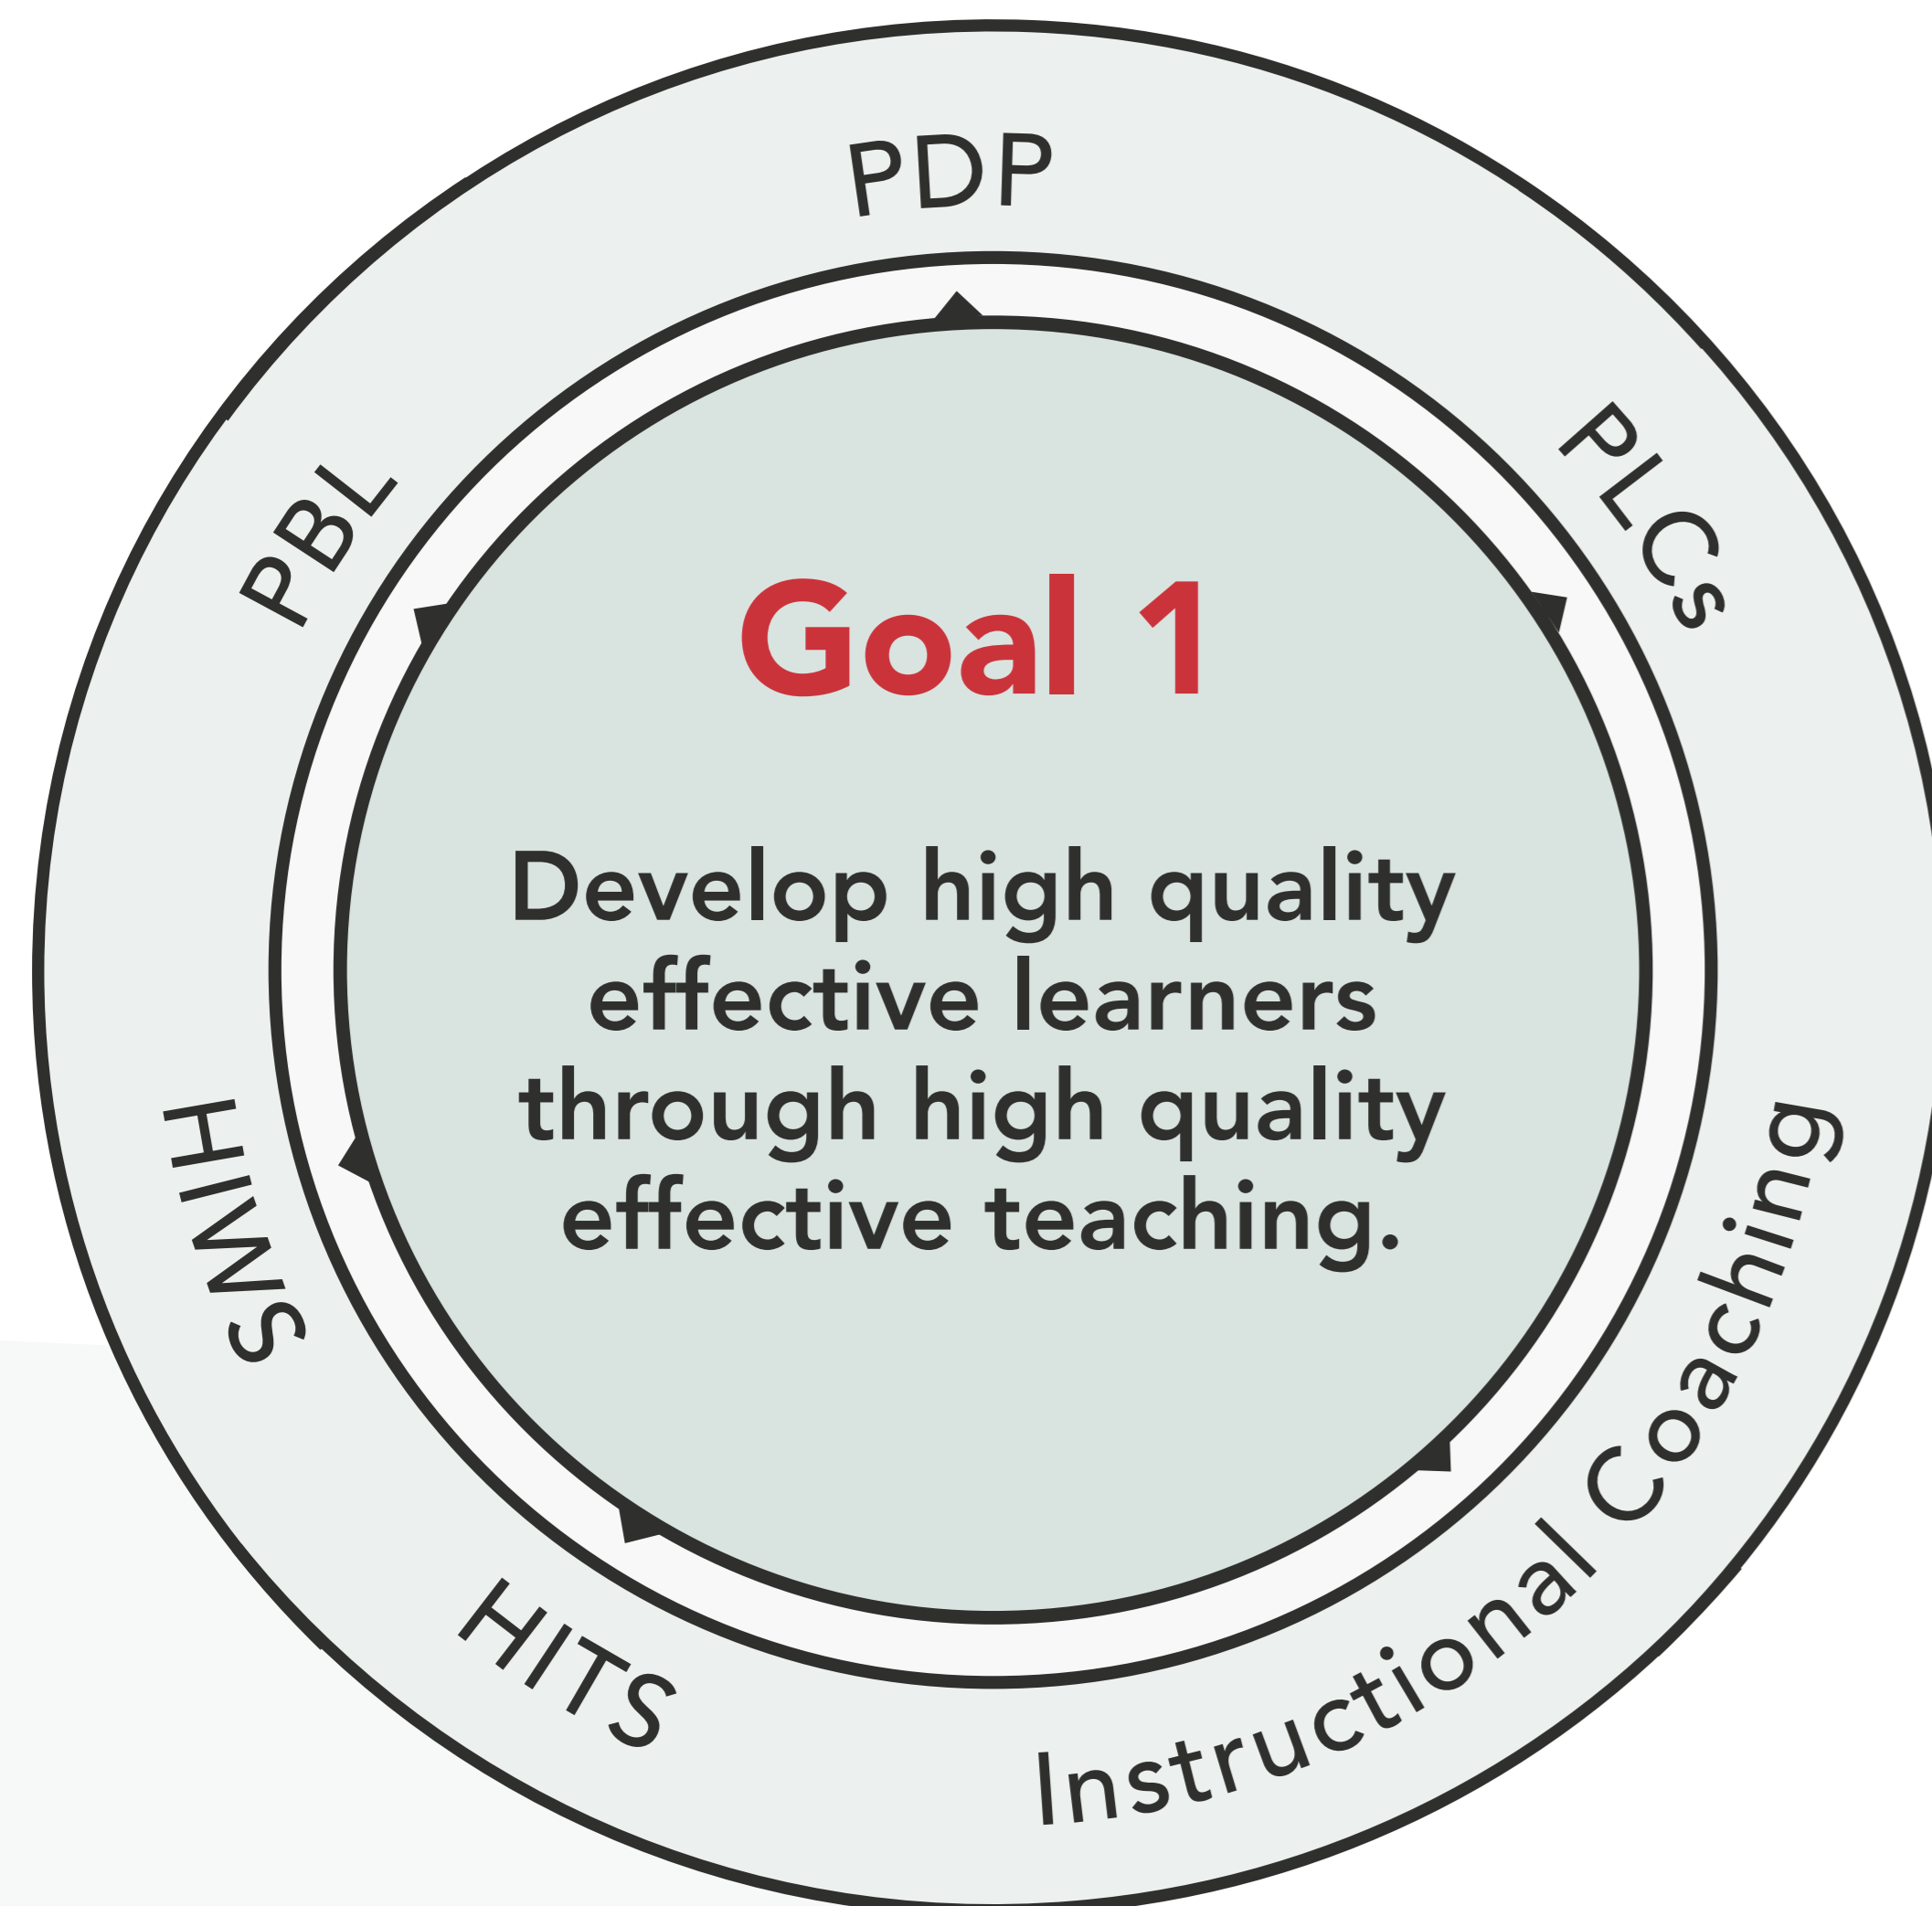 PDP
PLCs
Instructional Coaching
HITS
HIWS
PBL
Goal 1
Develop high quality
effective learners
through high quality
effective teaching.